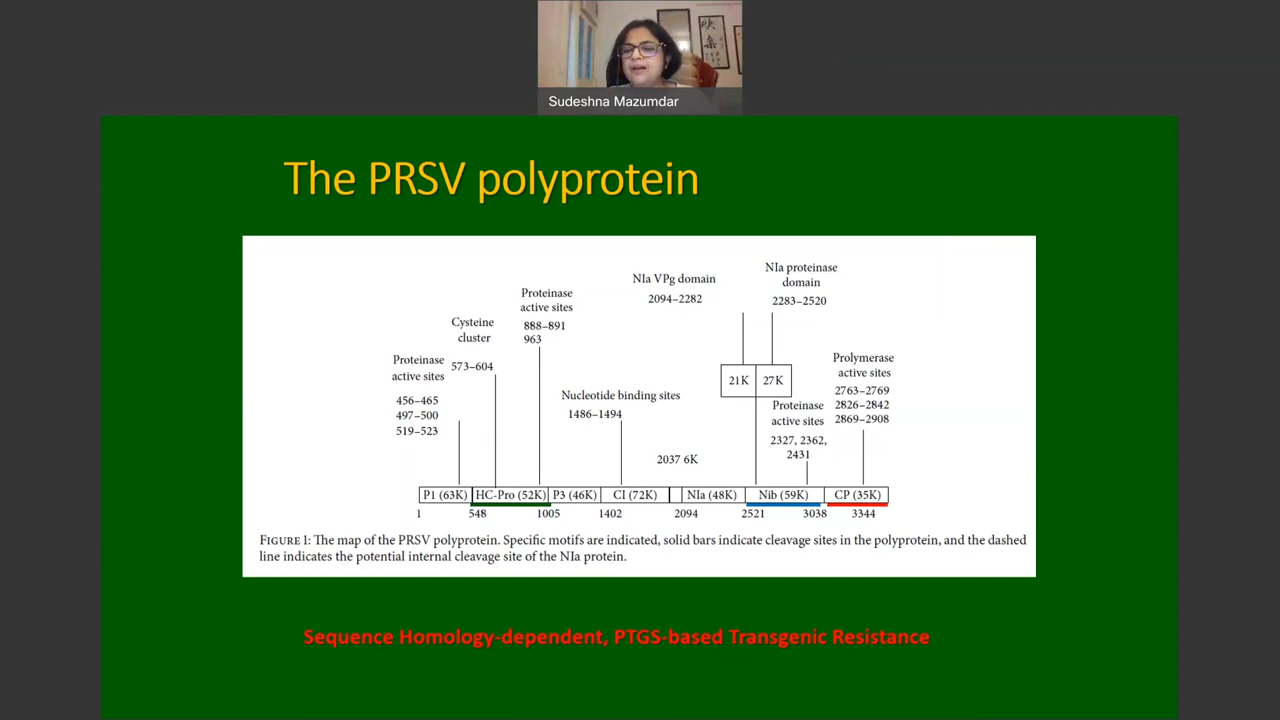 Sudeshna Mazumdar
The PRSV polyprotein
NIa VPg domain
2094–2282
NIa proteinase
domain
2283–2520
Proteinase
active sites
888–891
963
Cysteine
cluster
573–604
Proteinase
active sites
456–465
497–500
519–523
Nucleotide binding sites
1486–1494
2037 6K
21K 27K
Proteinase
active sites
2327, 2362,
2431
Prolymerase
active sites
2763–2769
2826–2842
2869–2908
P1 (63K) HC-Pro (52K) P3 (46K) CI (72K) NIa (48K) Nib (59K) CP (35K)
1 548 1005 1402 2094 2521 3038 3344
FIGURE 1: The map of the PRSV polyprotein. Specific motifs are indicated, solid bars indicate cleavage sites in the polyprotein, and the dashed
line indicates the potential internal cleavage site of the NIa protein.
Sequence Homology-dependent, PTGS-based Transgenic Resistance